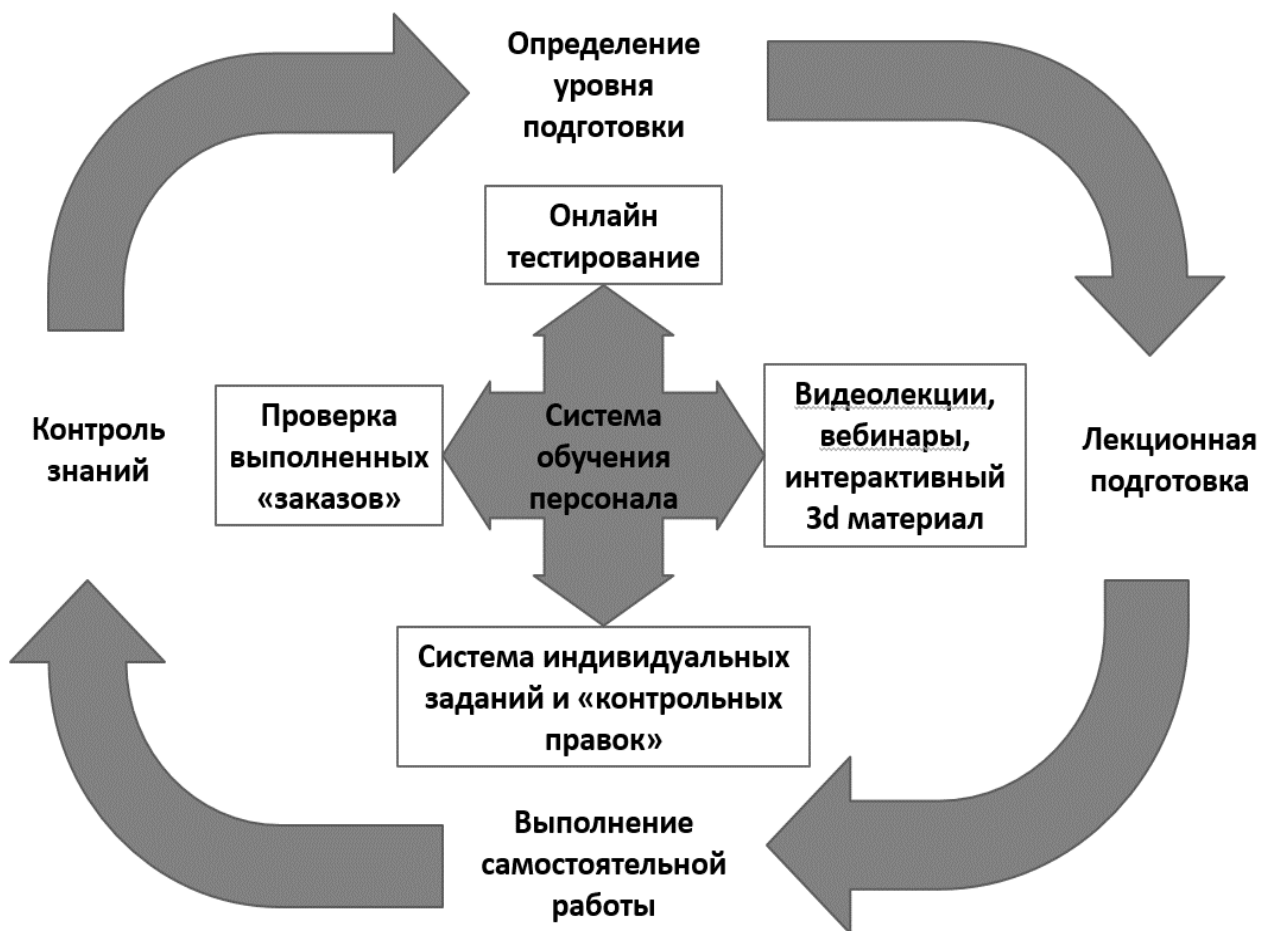 Определение
уровня
подготовки
Онлайн
тестирование
Контроль
знаний
Проверка
выполненных
«заказов»
Система
обучения
персонала
Видеолекции,
вебинары,
интерактивный
3d материал
Лекционная
подготовка
Система индивидуальных
заданий и «контрольных
правок»
Выполнение
самостоятельной
работы